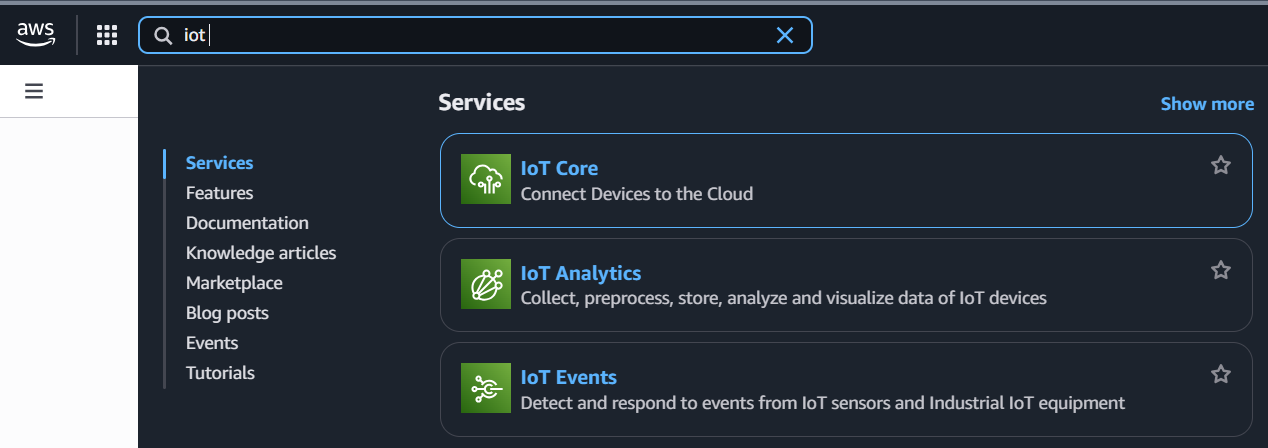 aws
iot
Services
Show more
Services
Features
Documentation
Knowledge articles
Marketplace
Blog posts
Events
Tutorials
IoT Core
Connect Devices to the Cloud
IoT Analytics
Collect, preprocess, store, analyze and visualize data of IoT devices
IoT Events
Detect and respond to events from IoT sensors and Industrial IoT equipment